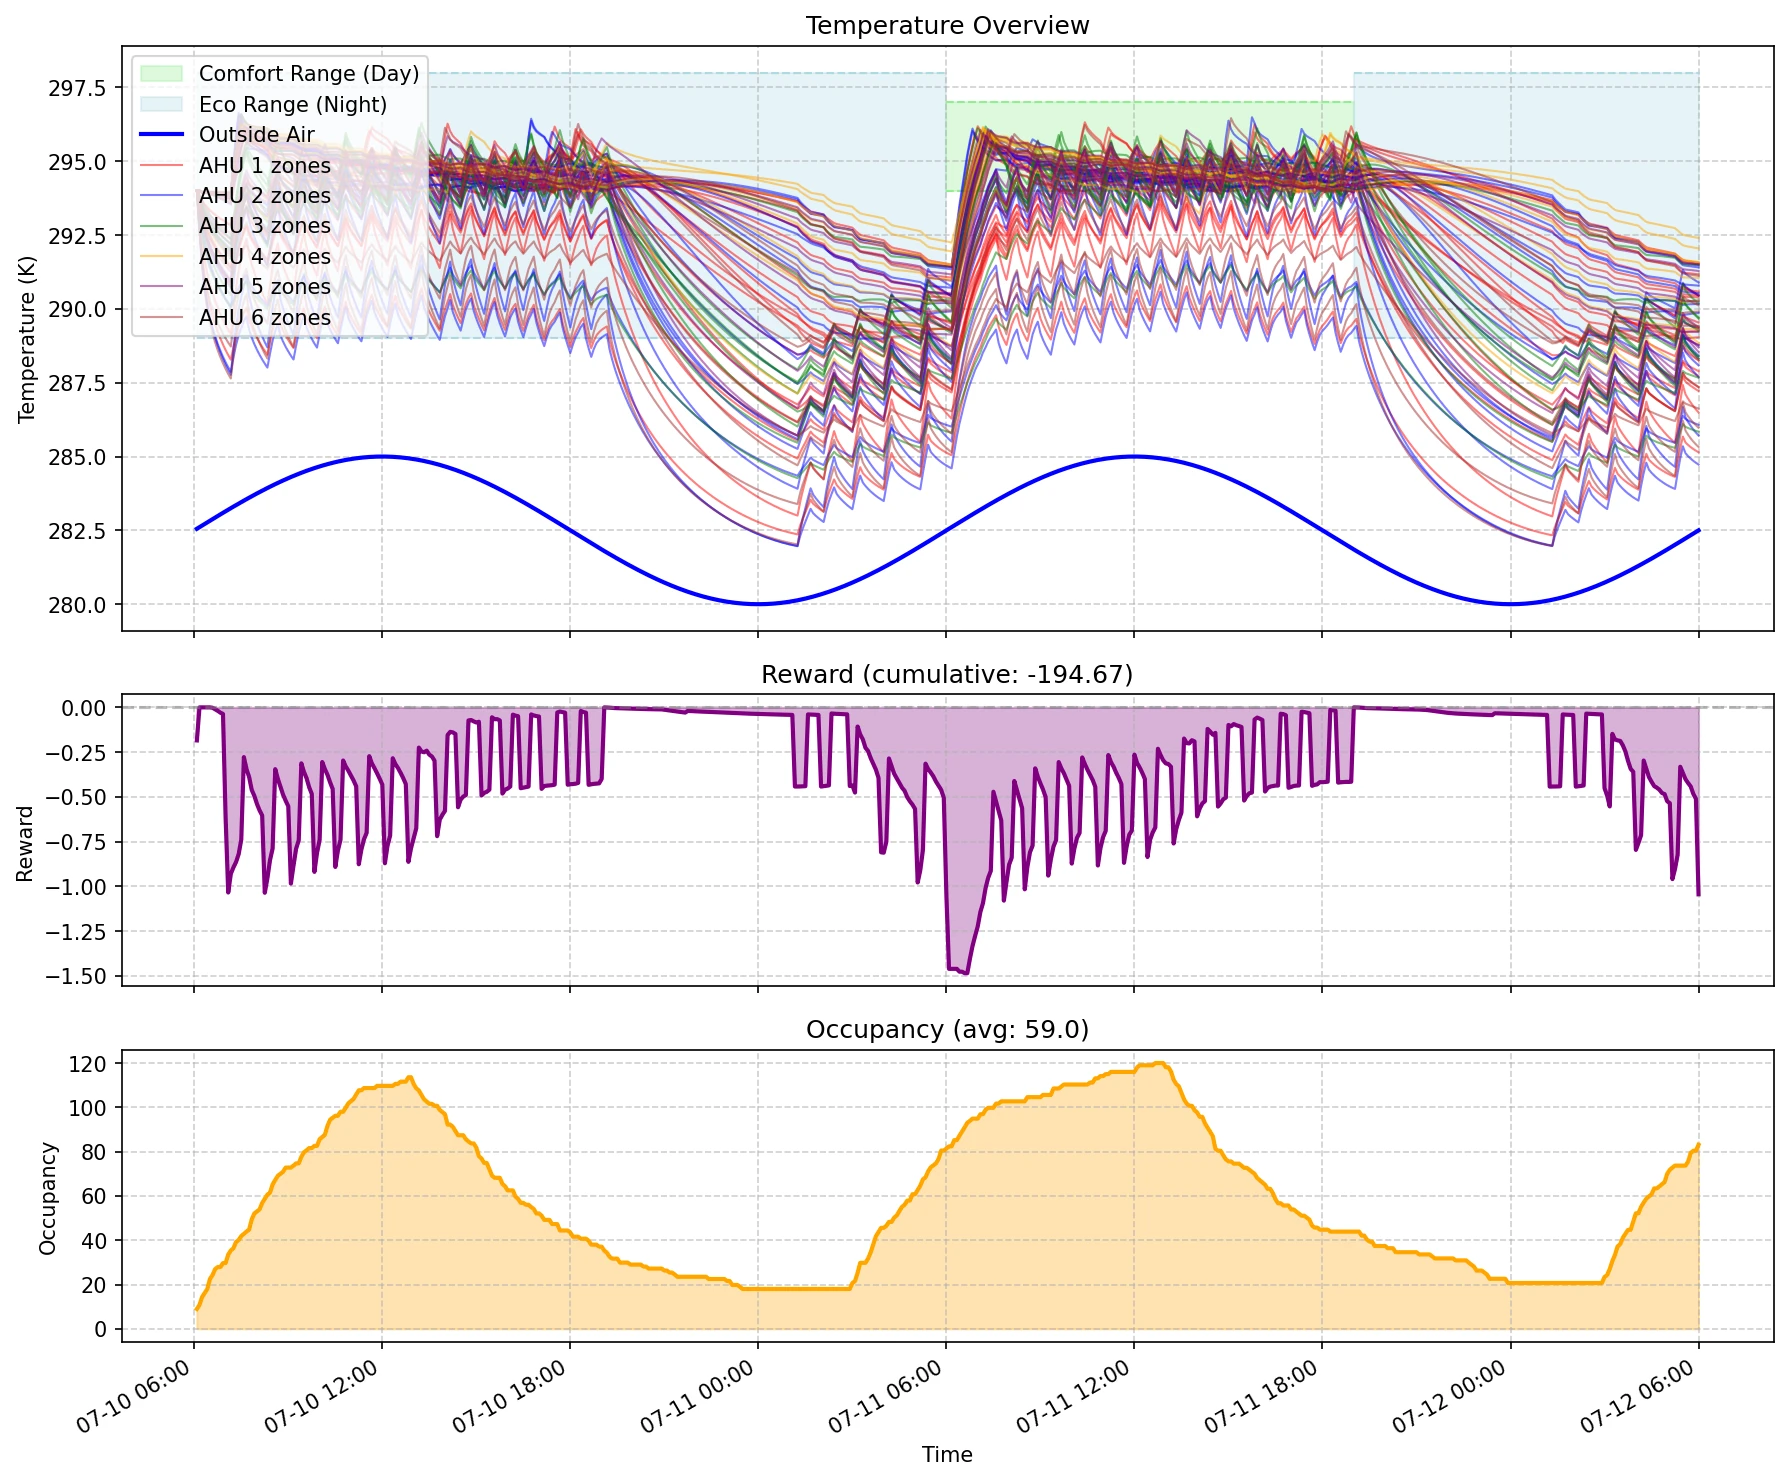 Temperature Overview
Temperature (K)
297.5
295.0
292.5
290.0
287.5
285.0
282.5
280.0
Comfort Range (Day)
Eco Range (Night)
Outside Air
AHU 1 zones
AHU 2 zones
AHU 3 zones
AHU 4 zones
AHU 5 zones
AHU 6 zones
Reward (cumulative: -194.67)
Reward
0.00
−0.25
−0.50
−0.75
−1.00
−1.25
−1.50
Occupancy (avg: 59.0)
Occupancy
120
100
80
60
40
20
0
07-10 06:00
07-10 12:00
07-10 18:00
07-11 00:00
07-11 06:00
07-11 12:00
07-11 18:00
07-12 00:00
07-12 06:00
Time